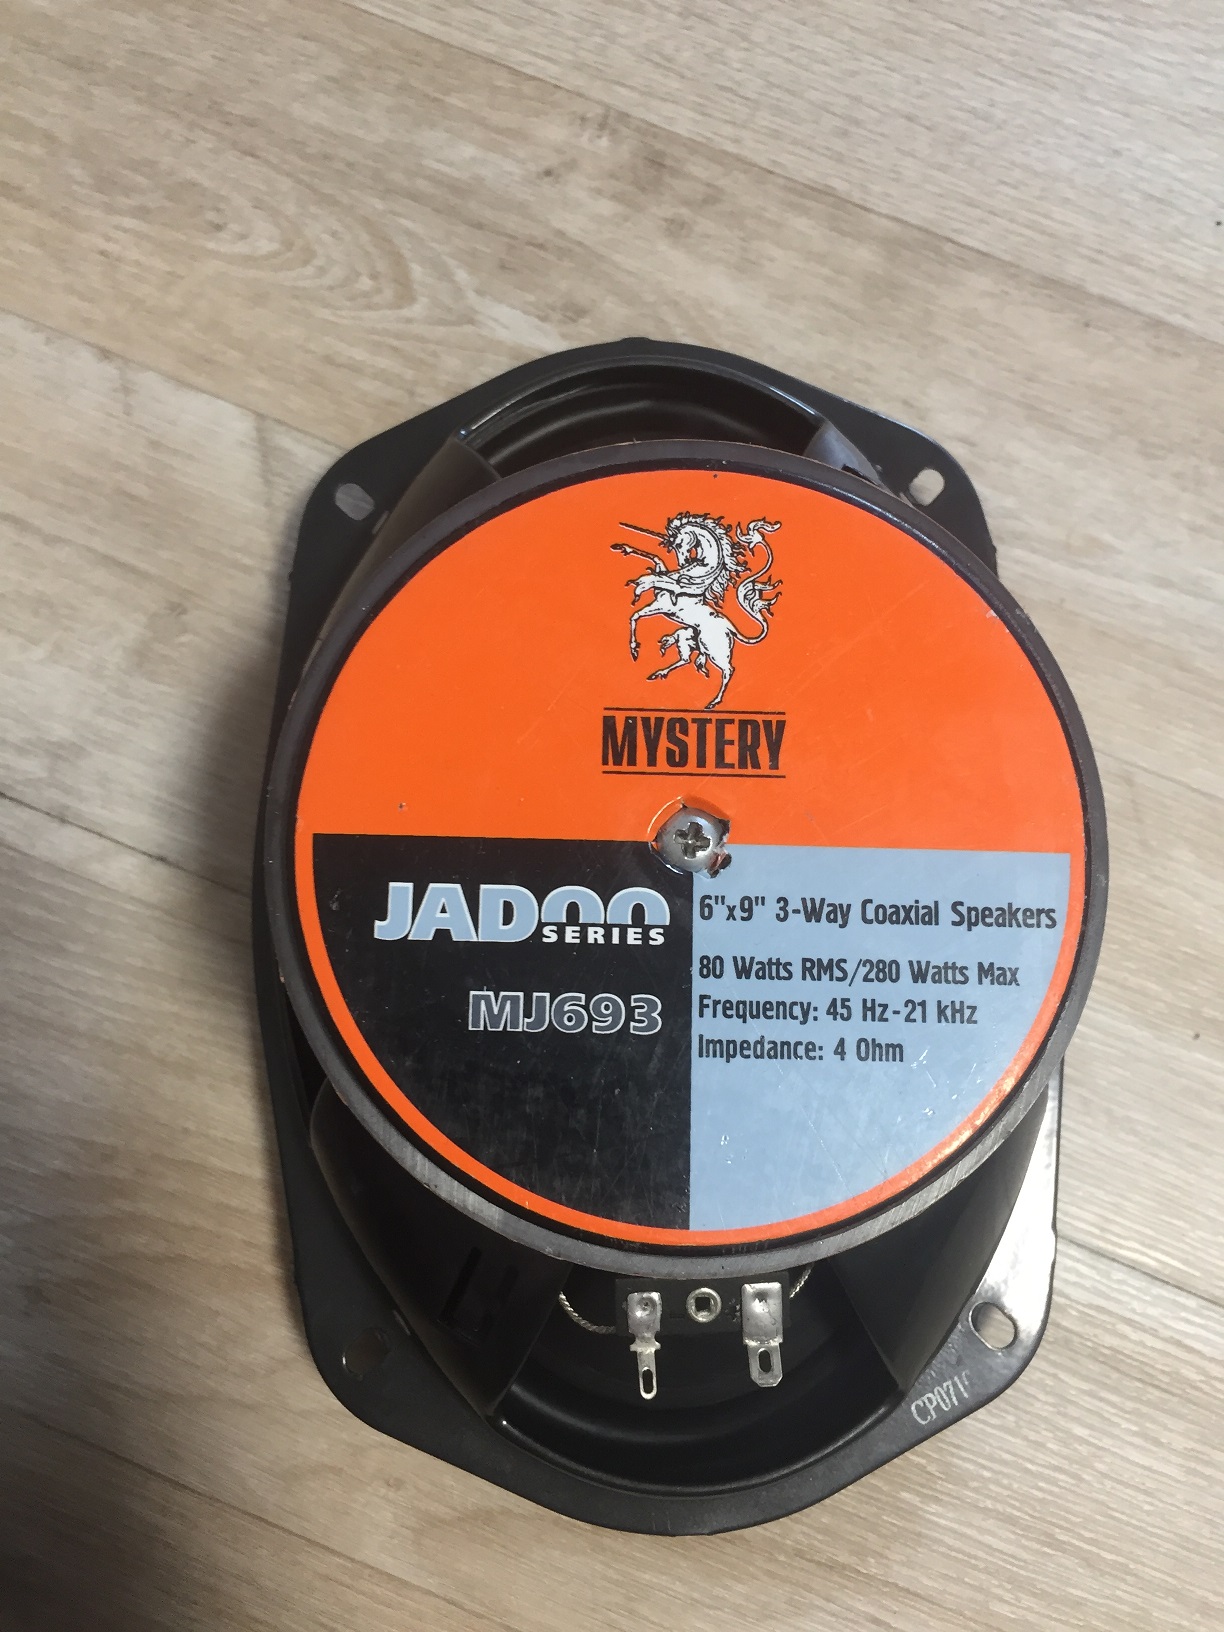 MYSTERY
JADOO
SERIES
MJ693
6"x9" 3-Way Coaxial Speakers
80 Watts RMS/280 Watts Max
Frequency: 45 Hz-21 kHz
Impedance: 4 Ohm